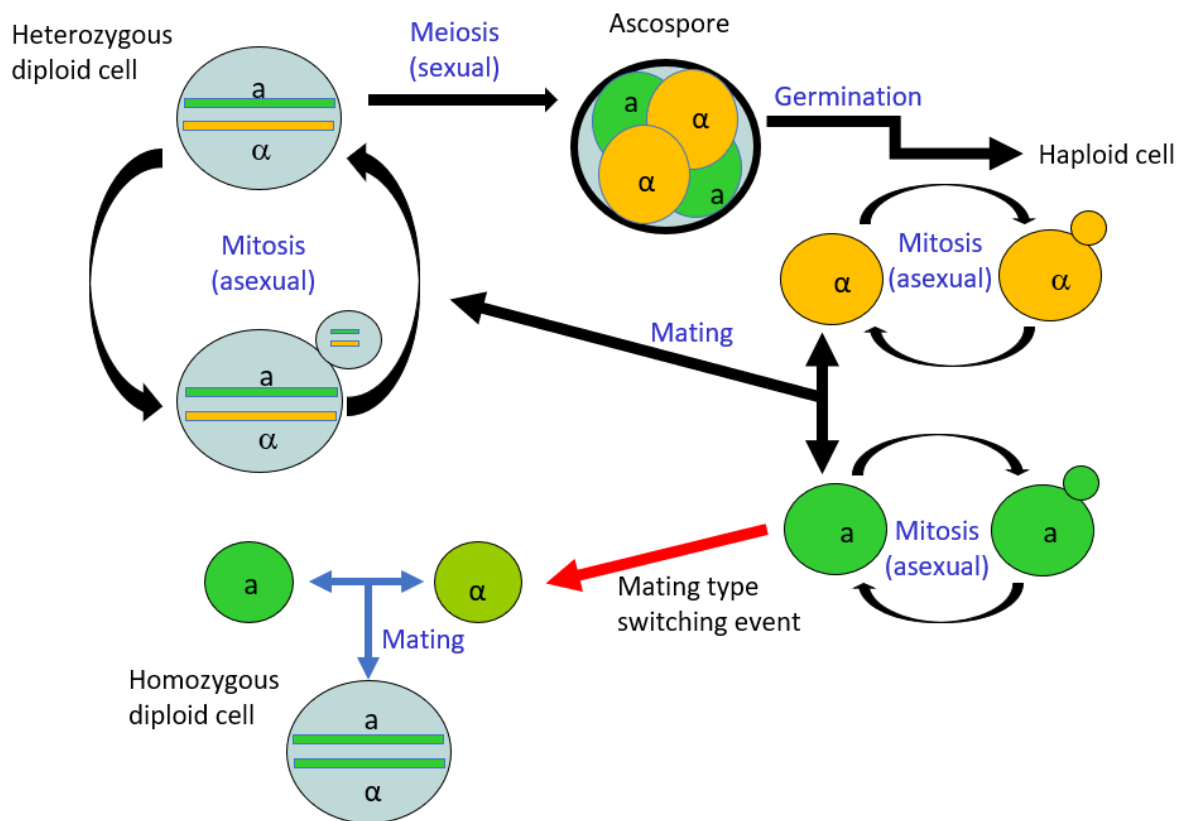 Heterozygous
diploid cell
a
α
Meiosis
(sexual)
Ascospore
a
α
α
a
Germination
Haploid cell
Mitosis
(asexual)
a
α
α
Mitosis
(asexual)
α
Mating
a
Mitosis
(asexual)
a
Mating type
switching event
a
α
Mating
Homozygous
diploid cell
a
α